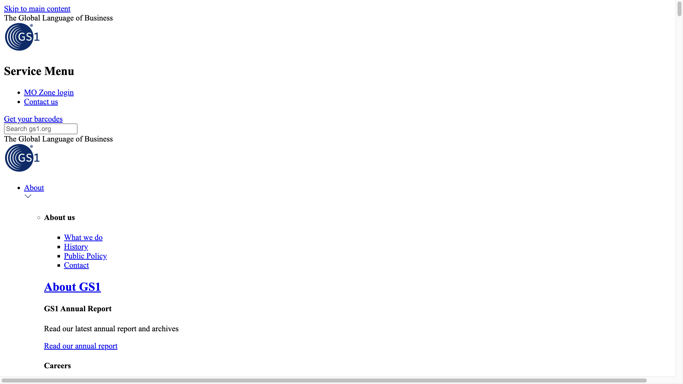 Skip to main content
The Global Language of Business
GS1
Service Menu
MO Zone login
Contact us
Get your barcodes
Search gs1.org
The Global Language of Business
GS1
About
About us
What we do
History
Public Policy
Contact
About GS1
GS1 Annual Report
Read our latest annual report and archives
Read our annual report
Careers